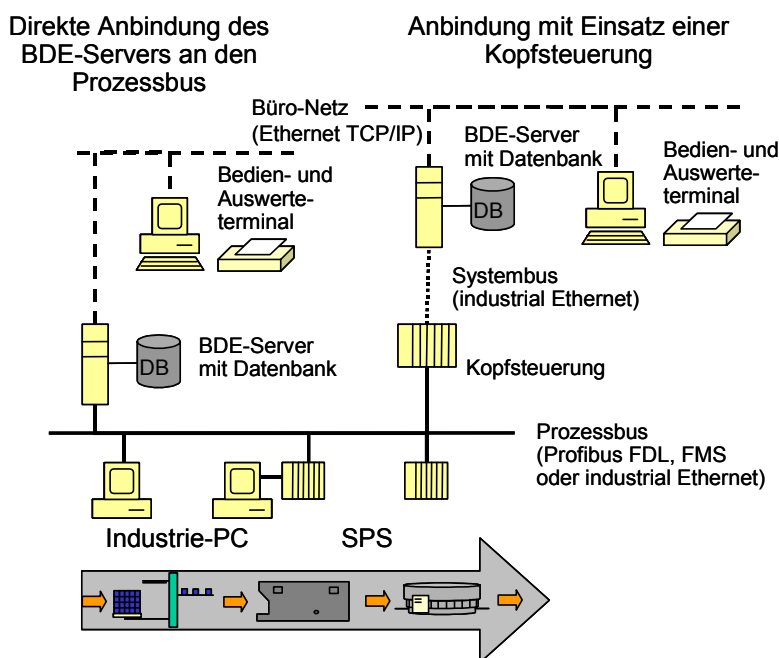 Direkte Anbindung des
BDE-Servers an den
Prozessbus
Anbindung mit Einsatz einer
Kopfsteuerung
Büro-Netz
(Ethernet TCP/IP)
Bedien- und
Auswerte-
terminal
BDE-Server
mit Datenbank
DB
Bedien- und
Auswerte-
terminal
Systembus
(industrial Ethernet)
BDE-Server
mit Datenbank
DB
Kopfsteuerung
Prozessbus
(Profibus FDL, FMS
oder industrial Ethernet)
Industrie-PC
SPS